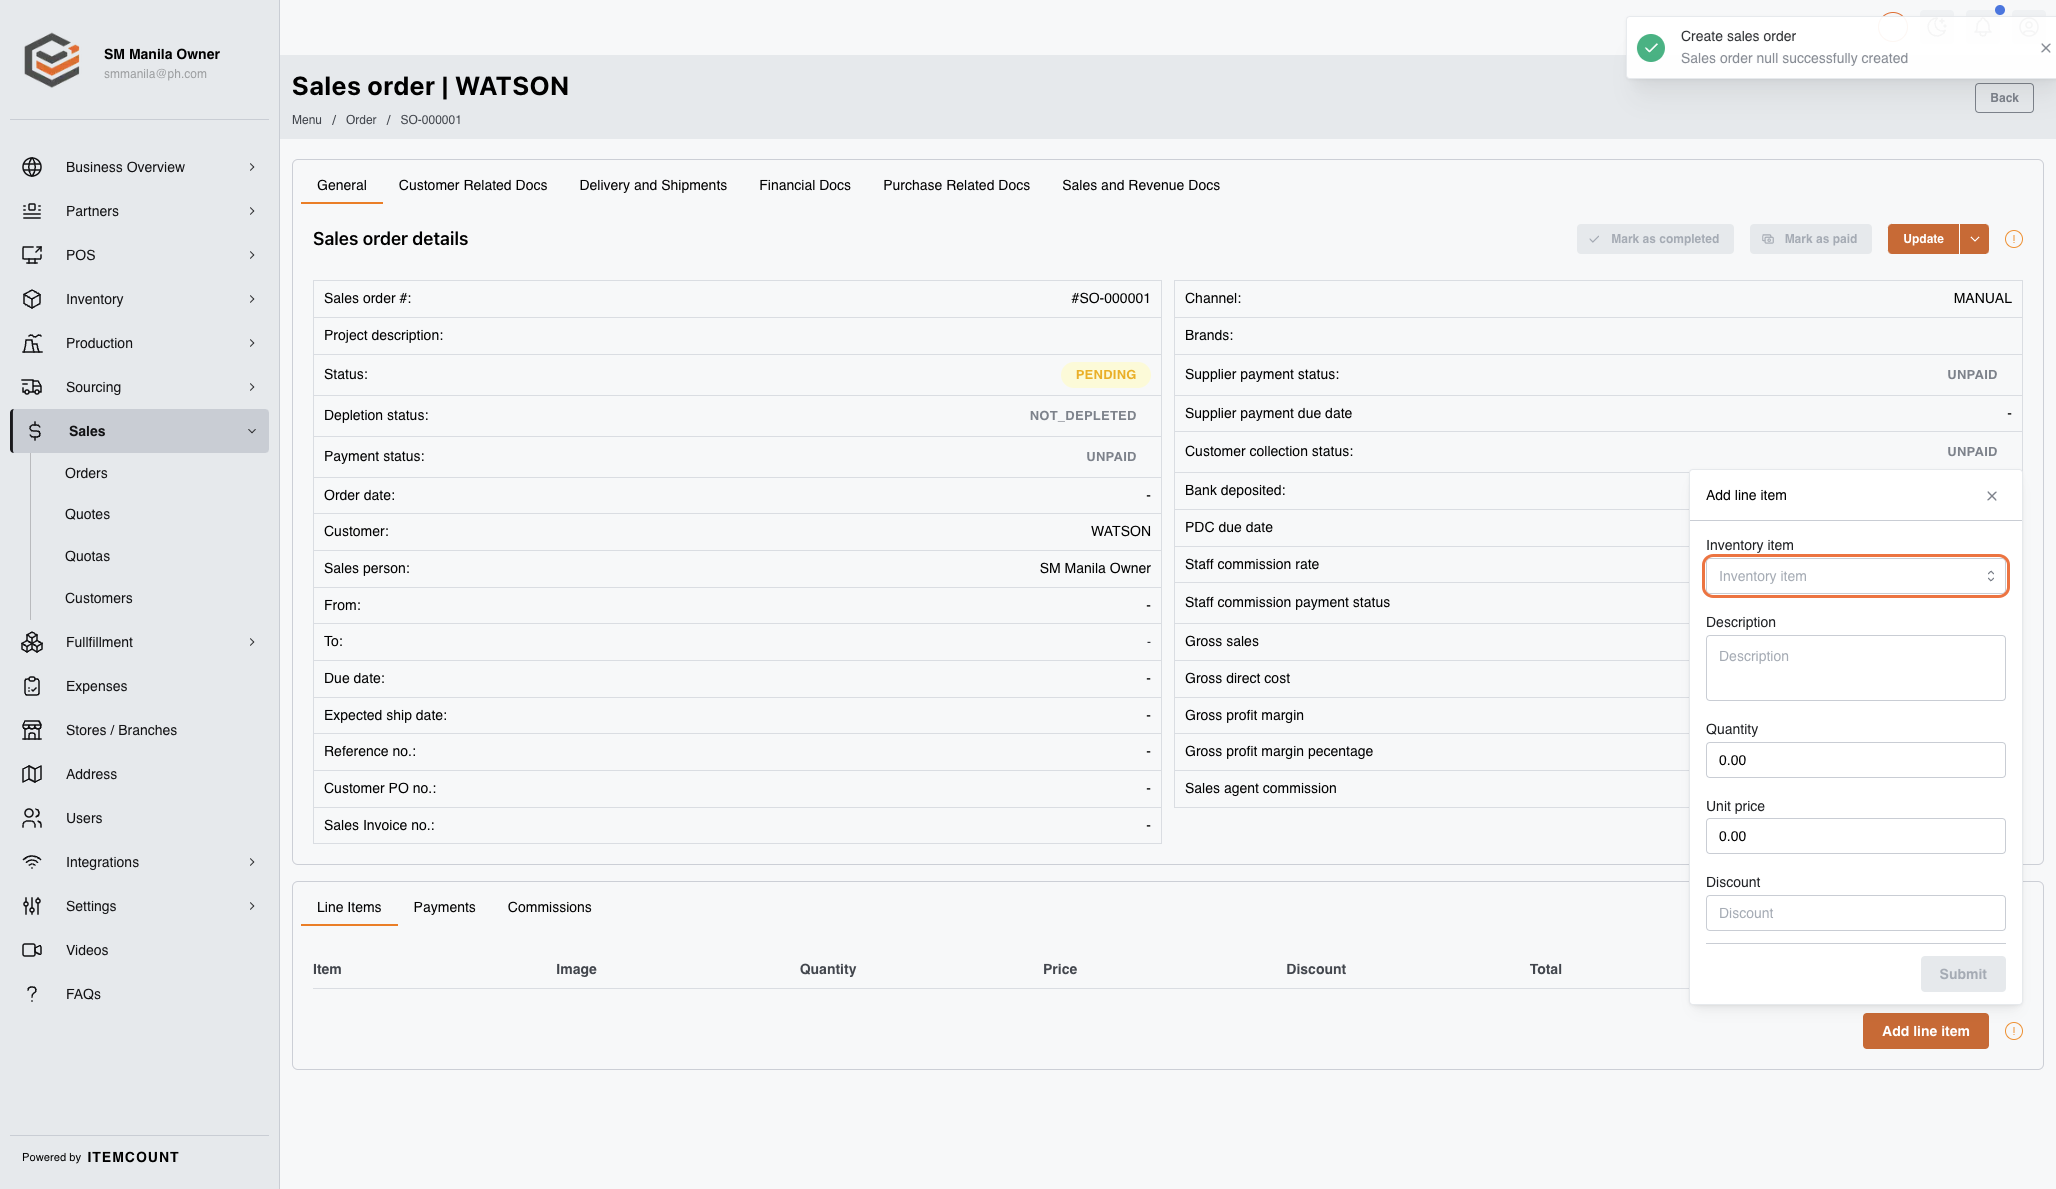 SM Manila Owner
smmanila@ph.com
Business Overview
Partners
POS
Inventory
Production
Sourcing
Sales
Orders
Quotes
Quotas
Customers
Fullfillment
Expenses
Stores / Branches
Address
Users
Integrations
Settings
Videos
FAQs
Powered by ITEMCOUNT
Create sales order
Sales order null successfully created
Sales order | WATSON
Menu / Order / SO-000001
Back
General Customer Related Docs Delivery and Shipments Financial Docs Purchase Related Docs Sales and Revenue Docs
Sales order details
Mark as completed Mark as paid Update
Sales order #: #SO-000001
Project description:
Status: PENDING
Depletion status: NOT_DEPLETED
Payment status: UNPAID
Order date: -
Customer: WATSON
Sales person: SM Manila Owner
From: -
To: -
Due date: -
Expected ship date: -
Reference no.: -
Customer PO no.: -
Sales Invoice no.: -
Channel: MANUAL
Brands:
Supplier payment status: UNPAID
Supplier payment due date -
Customer collection status: UNPAID
Bank deposited:
PDC due date
Staff commission rate
Staff commission payment status
Gross sales
Gross direct cost
Gross profit margin
Gross profit margin pecentage
Sales agent commission
Add line item
Inventory item
Inventory item
Description
Description
Quantity
0.00
Unit price
0.00
Discount
Discount
Submit
Line Items Payments Commissions
Item Image Quantity Price Discount Total
Add line item